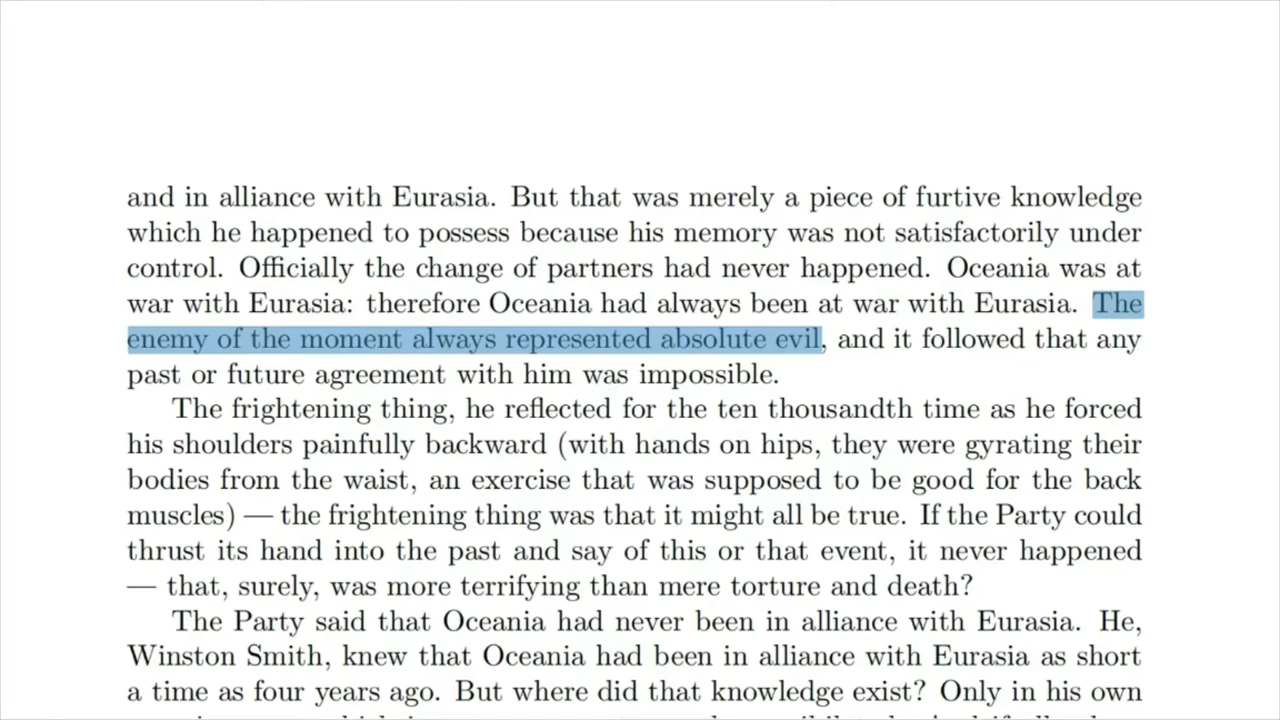 and in alliance with Eurasia. But that was merely a piece of furtive knowledge
which he happened to possess because his memory was not satisfactorily under
control. Officially the change of partners had never happened. Oceania was at
war with Eurasia: therefore Oceania had always been at war with Eurasia. The
enemy of the moment always represented absolute evil, and it followed that any
past or future agreement with him was impossible.
The frightening thing, he reflected for the ten thousandth time as he forced
his shoulders painfully backward (with hands on hips, they were gyrating their
bodies from the waist, an exercise that was supposed to be good for the back
muscles) — the frightening thing was that it might all be true. If the Party could
thrust its hand into the past and say of this or that event, it never happened
— that, surely, was more terrifying than mere torture and death?
The Party said that Oceania had never been in alliance with Eurasia. He,
Winston Smith, knew that Oceania had been in alliance with Eurasia as short
a time as four years ago. But where did that knowledge exist? Only in his own